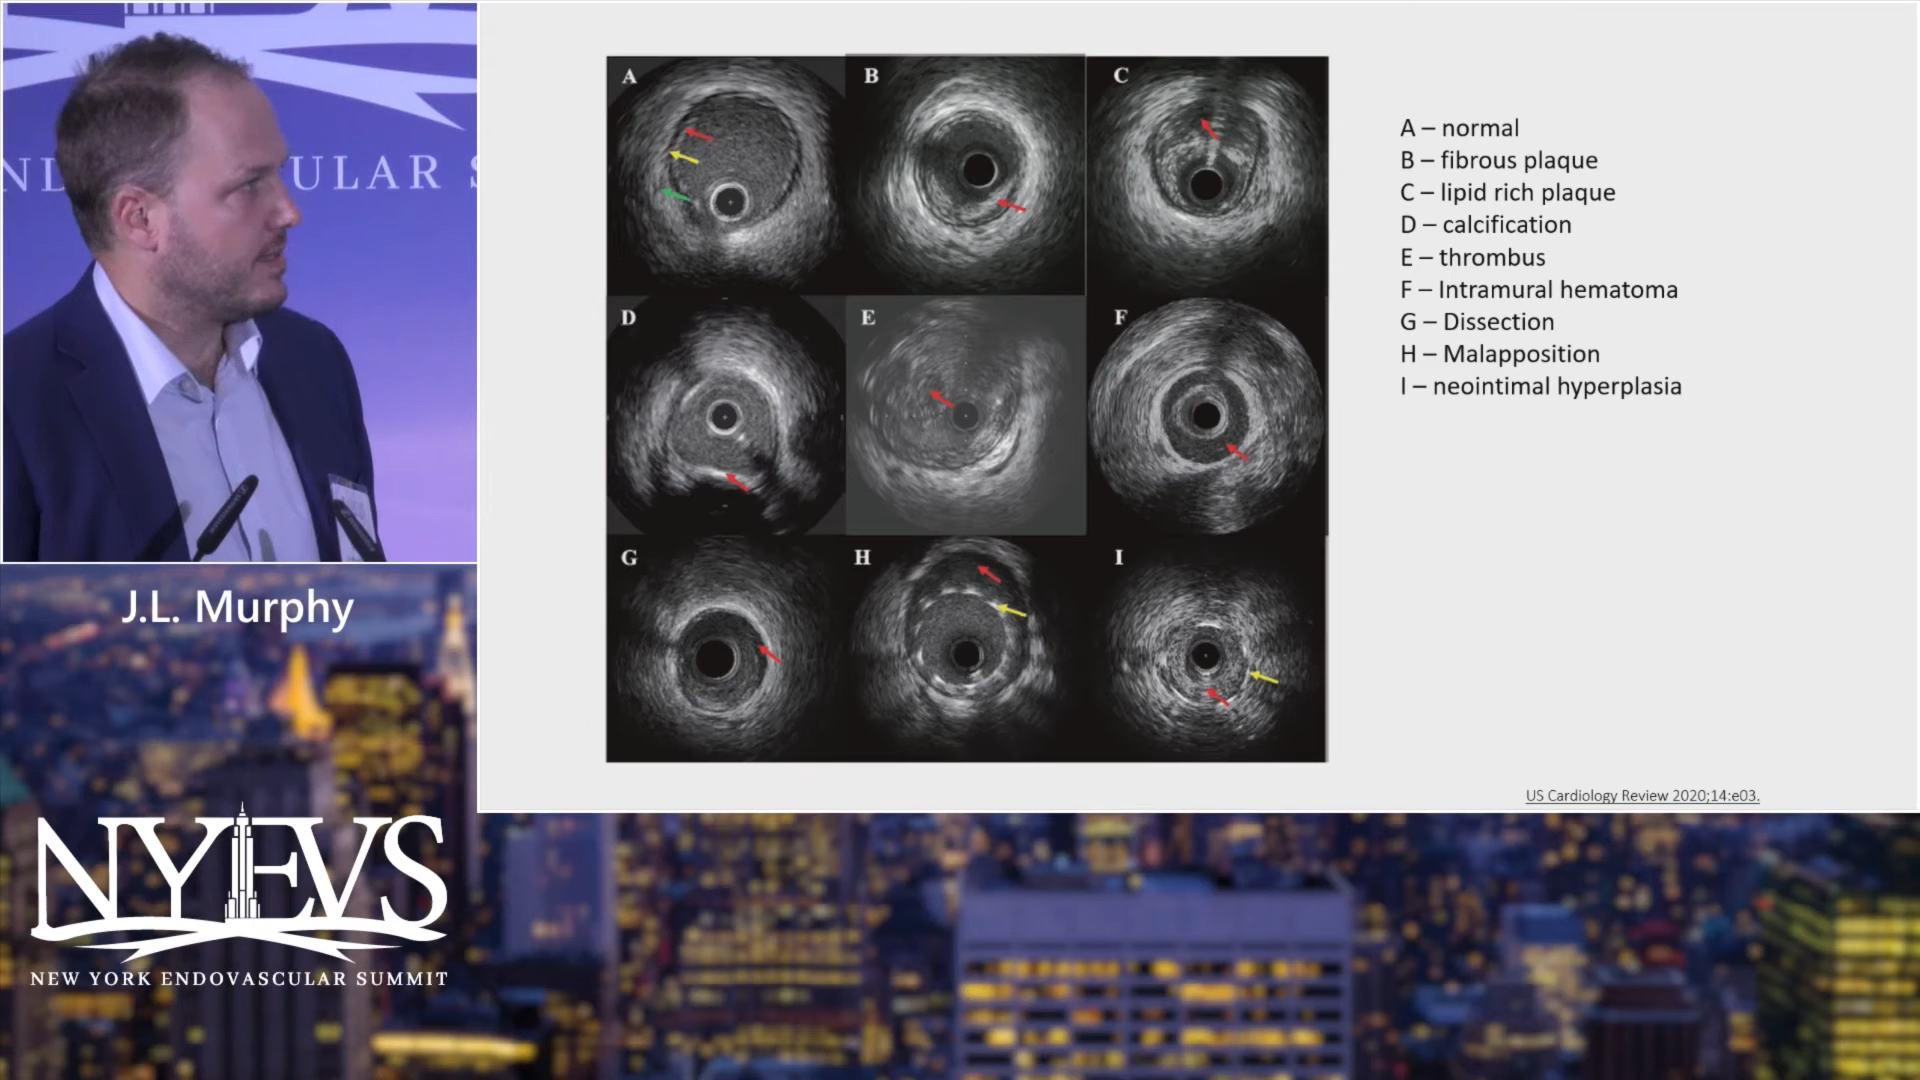 ND
ULAR S
A
B
C
D
E
F
G
H
I
A – normal
B – fibrous plaque
C – lipid rich plaque
D – calcification
E – thrombus
F – Intramural hematoma
G – Dissection
H – Malapposition
I – neointimal hyperplasia
US Cardiology Review 2020;14:e03.
J.L. Murphy
NYEVS
NEW YORK ENDOVASCULAR SUMMIT